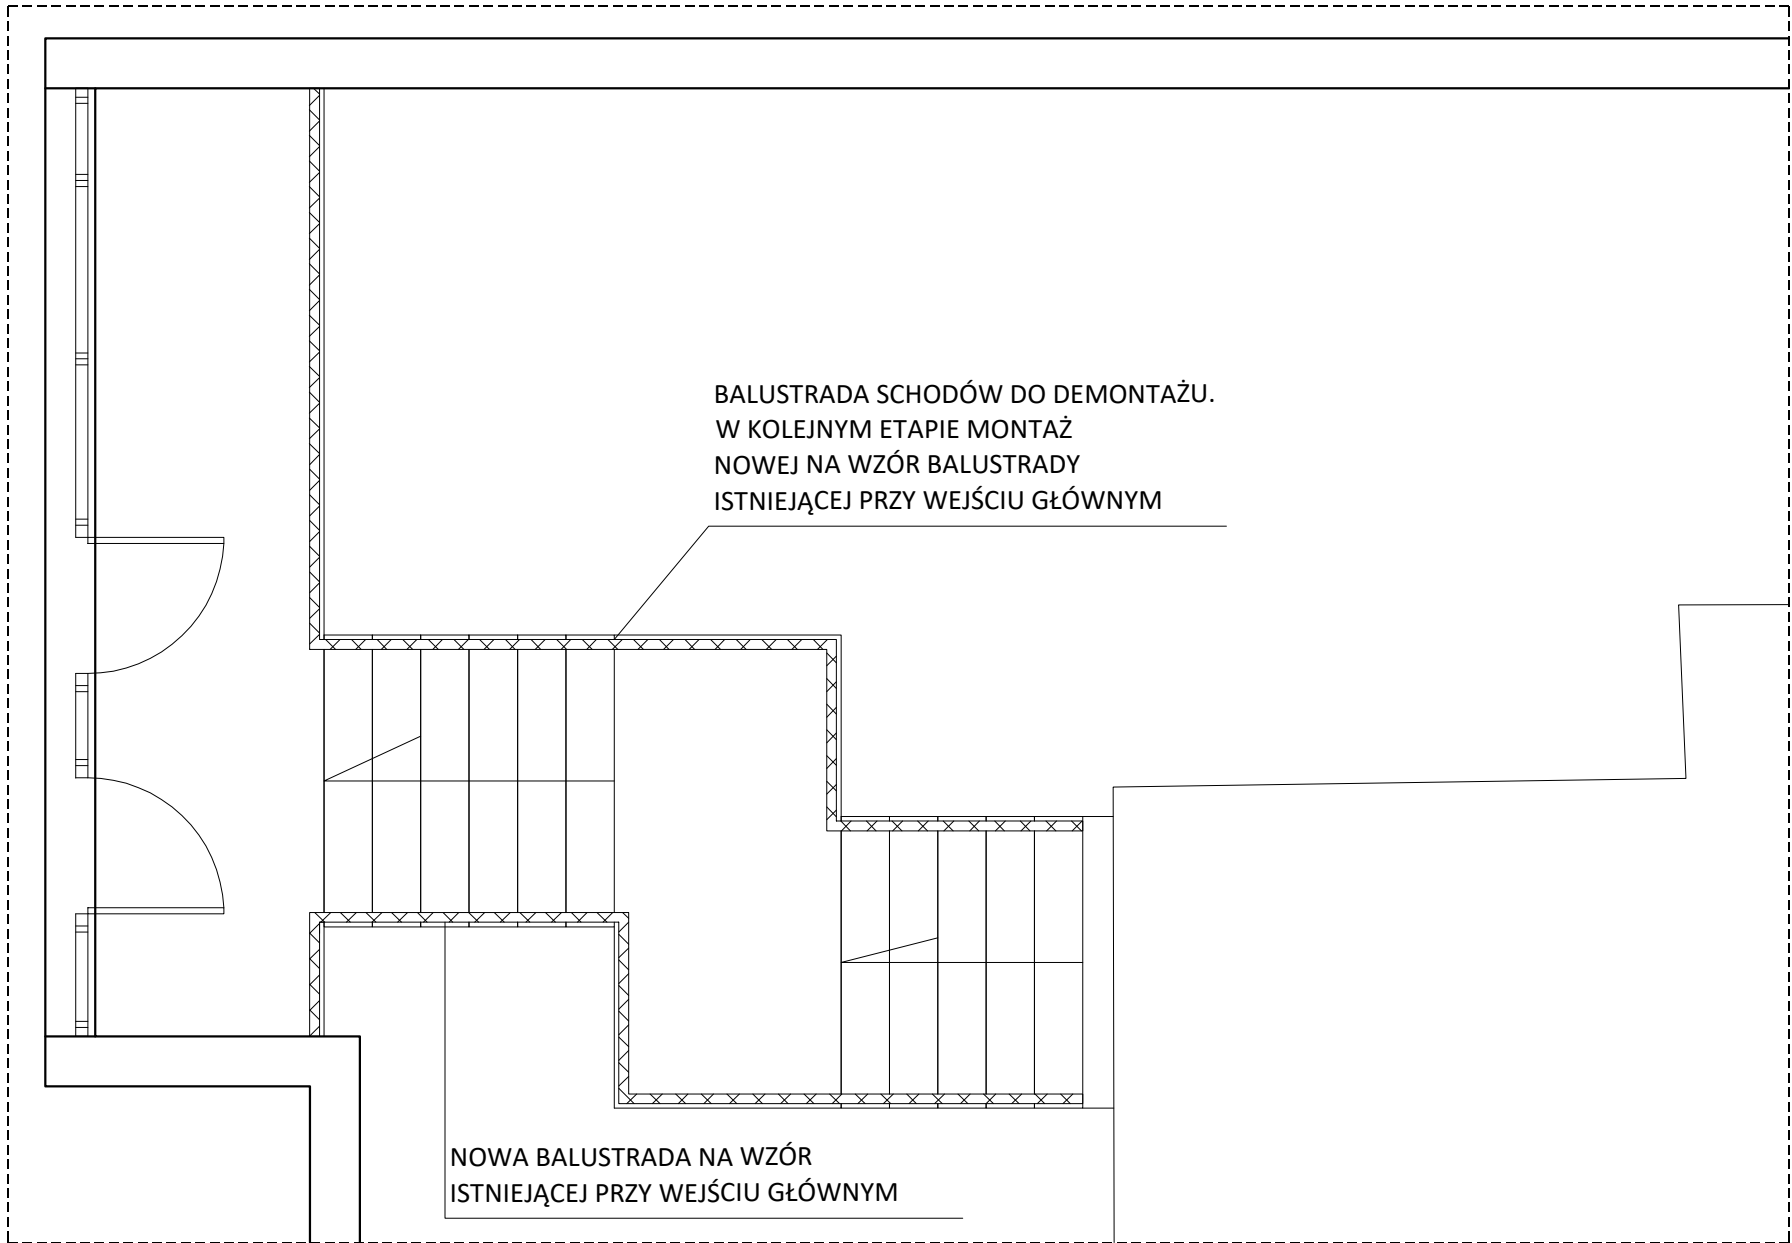 BALUSTRADA SCHODÓW DO DEMONTAŻU.
W KOLEJNYM ETAPIE MONTAŻ
NOWEJ NA WZÓR BALUSTRADY
ISTNIEJĄCEJ PRZY WEJŚCIU GŁÓWNYM
NOWA BALUSTRADA NA WZÓR
ISTNIEJĄCEJ PRZY WEJŚCIU GŁÓWNYM